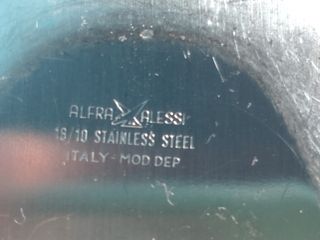 ALFRA ALESSI
18/10 STAINLESS STEEL
ITALY - MOD DEP